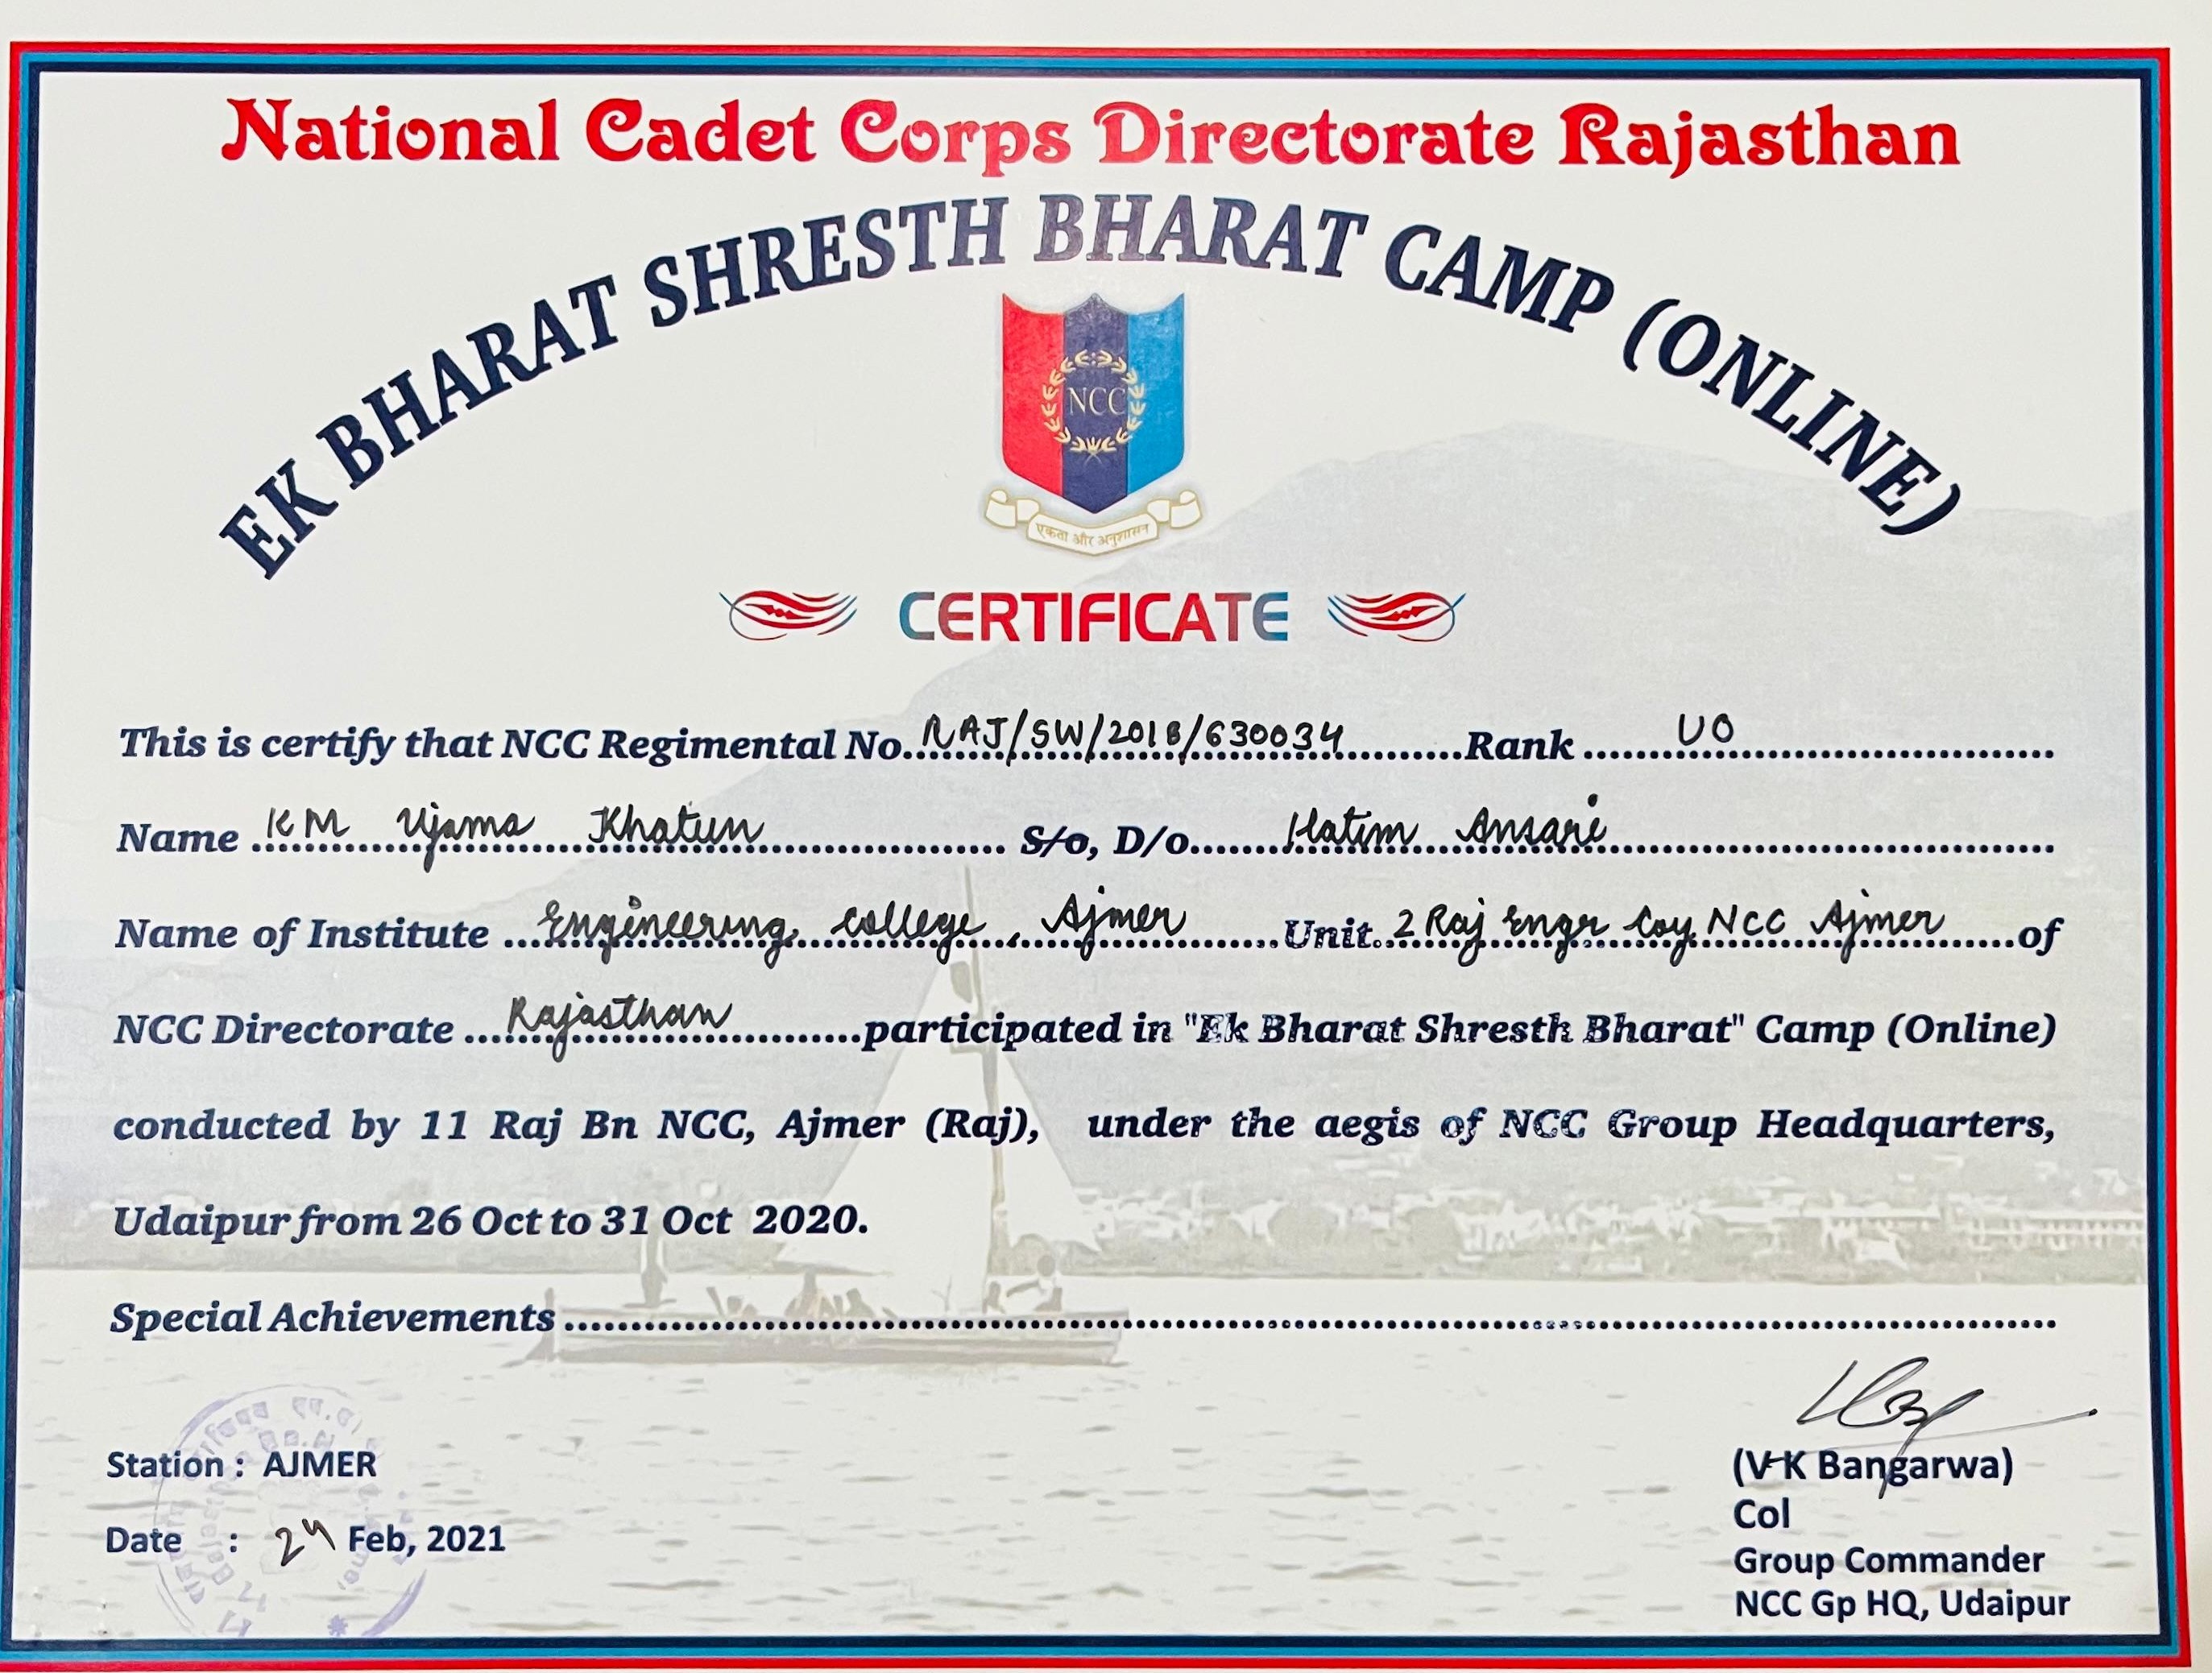 National Cadet Corps Directorate Rajasthan
EK BHARAT SHRESTH BHARAT CAMP (ONLINE)
NCC
एकता और अनुशासन
CERTIFICATE
This is certify that NCC Regimental No. RAJ/SW/2018/630034 Rank UO
Name KM Ujama Khatun S/o, D/o. Hatim Ansari
Name of Institute Engineering college, Ajmer Unit. 2 Raj Engr Coy NCC Ajmer of
NCC Directorate Rajasthan participated in "Ek Bharat Shresth Bharat" Camp (Online)
conducted by 11 Raj Bn NCC, Ajmer (Raj), under the aegis of NCC Group Headquarters,
Udaipur from 26 Oct to 31 Oct 2020.
Special Achievements
Station : AJMER
Date : 24 Feb, 2021
(V K Bangarwa)
Col
Group Commander
NCC Gp HQ, Udaipur